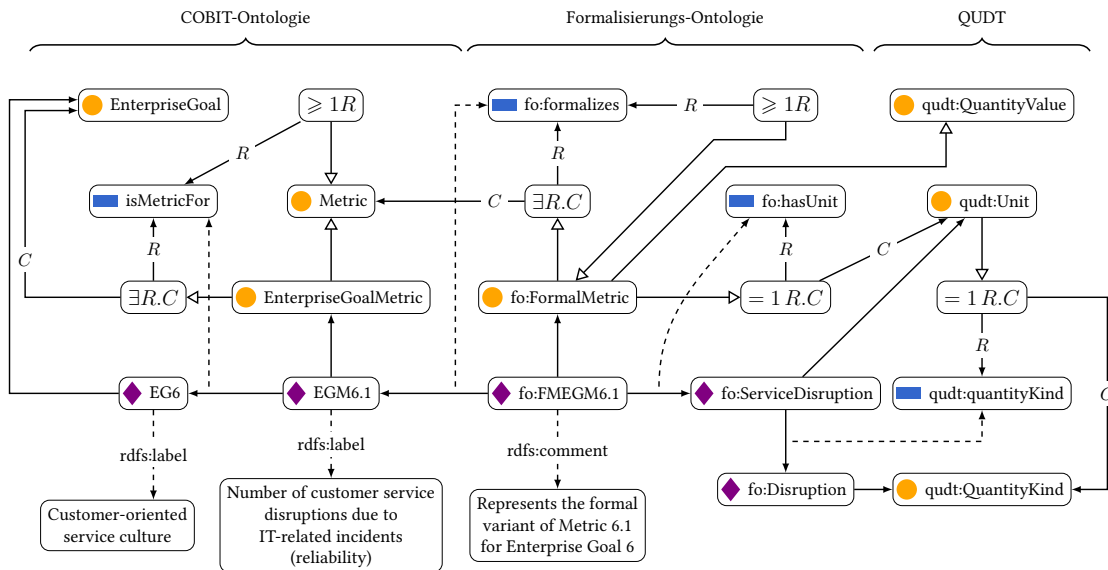 COBIT-Ontologie
Formalisierungs-Ontologie
QUDT
EnterpriseGoal
⩾ 1R
fo:formalizes
R
⩾ 1R
qudt:QuantityValue
R
R
isMetricFor
Metric
C
∃R.C
fo:hasUnit
qudt:Unit
C
R
R
C
∃R.C
EnterpriseGoalMetric
fo:FormalMetric
= 1 R.C
= 1 R.C
R
EG6
EGM6.1
fo:FMEGM6.1
fo:ServiceDisruption
qudt:quantityKind
C
rdfs:label
rdfs:label
rdfs:comment
Customer-oriented
service culture
Number of customer service
disruptions due to
IT-related incidents
(reliability)
Represents the formal
variant of Metric 6.1
for Enterprise Goal 6
fo:Disruption
qudt:QuantityKind